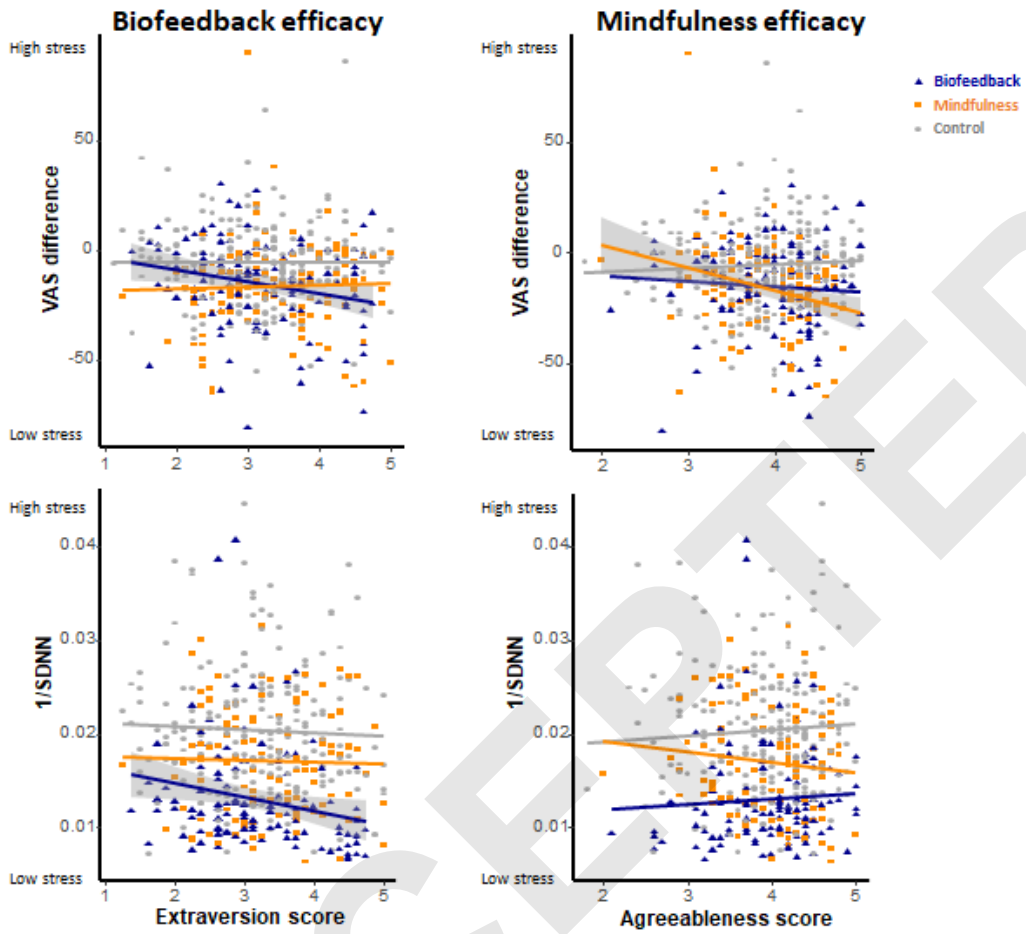 Biofeedback efficacy
Mindfulness efficacy
High stress
50
0
-50
Low stress
VAS difference
1 2 3 4 5
High stress
50
0
-50
Low stress
VAS difference
2 3 4 5
Biofeedback
Mindfulness
Control
High stress
0.04
0.03
0.02
0.01
Low stress
1/SDNN
1 2 3 4 5
Extraversion score
High stress
0.04
0.03
0.02
0.01
Low stress
1/SDNN
2 3 4 5
Agreeableness score
CEPTE